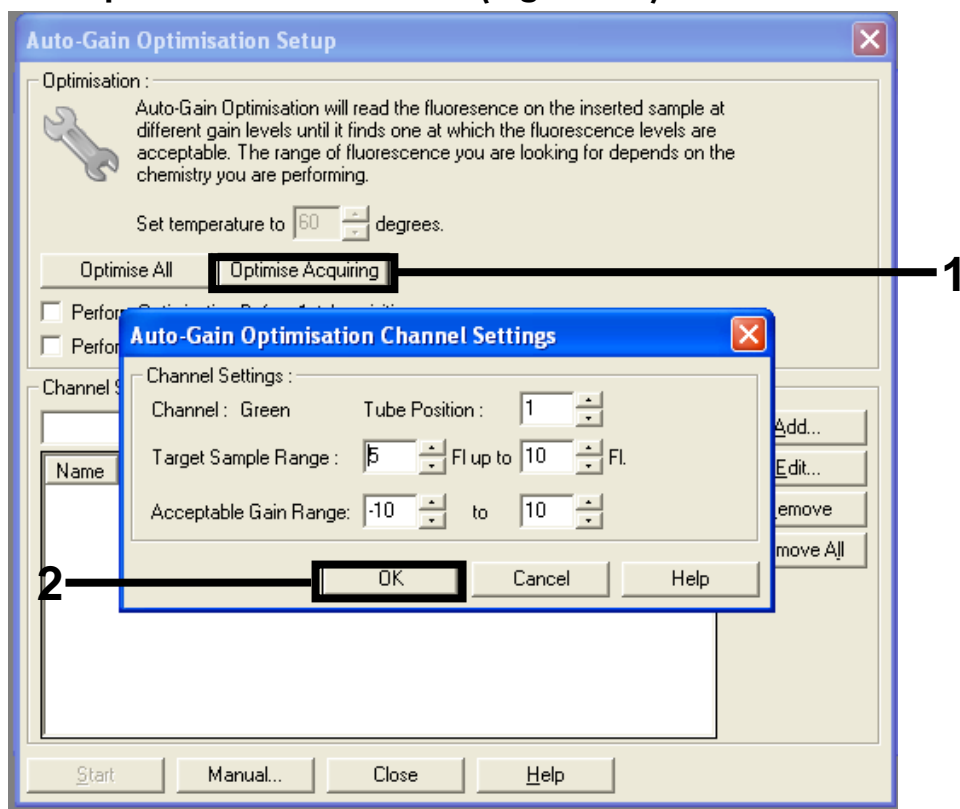 Auto-Gain Optimisation Setup
Optimisation :
Auto-Gain Optimisation will read the fluoresence on the inserted sample at
different gain levels until it finds one at which the fluorescence levels are
acceptable. The range of fluorescence you are looking for depends on the
chemistry you are performing.
Set temperature to 60 degrees.
Optimise All Optimise Acquiring
1
Auto-Gain Optimisation Channel Settings
Channel Settings :
Channel : Green Tube Position : 1
Target Sample Range : 5 Fl up to 10 Fl.
Acceptable Gain Range: -10 to 10
OK Cancel Help
2
Name
Add...
Edit...
emove
move All
Start Manual... Close Help